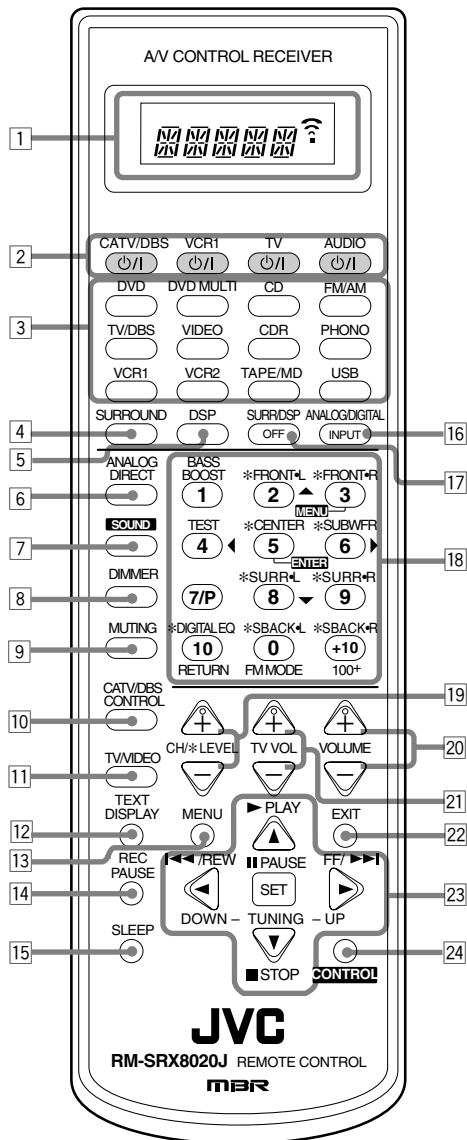 A/V CONTROL RECEIVER
1
CATV/DBS VCR1 TV AUDIO
2 ⏻/I ⏻/I ⏻/I ⏻/I
DVD DVD MULTI CD FM/AM
3
TV/DBS VIDEO CDR PHONO
VCR1 VCR2 TAPE/MD USB
SURROUND DSP SURR/DSP ANALOG/DIGITAL
4 OFF INPUT 16
5 17
ANALOG DIRECT BASS BOOST *FRONT•L *FRONT•R
6 1 2 ▲ 3
MENU
SOUND TEST *CENTER *SUBWFR
7 4 ◀ 5 6 ▶ 18
ENTER
DIMMER *SURR•L *SURR•R
8 7/P 8 ▼ 9
MUTING *DIGITAL EQ *SBACK•L *SBACK•R
9 10 0 +10
RETURN FM MODE 100+
CATV/DBS CONTROL
10 + + + 19
CH/*LEVEL TV VOL VOLUME 20
TV/VIDEO
11 – – – 21
TEXT DISPLAY MENU ► PLAY EXIT
12 22
13
REC PAUSE |◀◀ /REW II PAUSE FF/ ▶▶|
14 SET 23
DOWN – TUNING – UP
SLEEP
15 24
■ STOP CONTROL
JVC
RM-SRX8020J REMOTE CONTROL
MBR